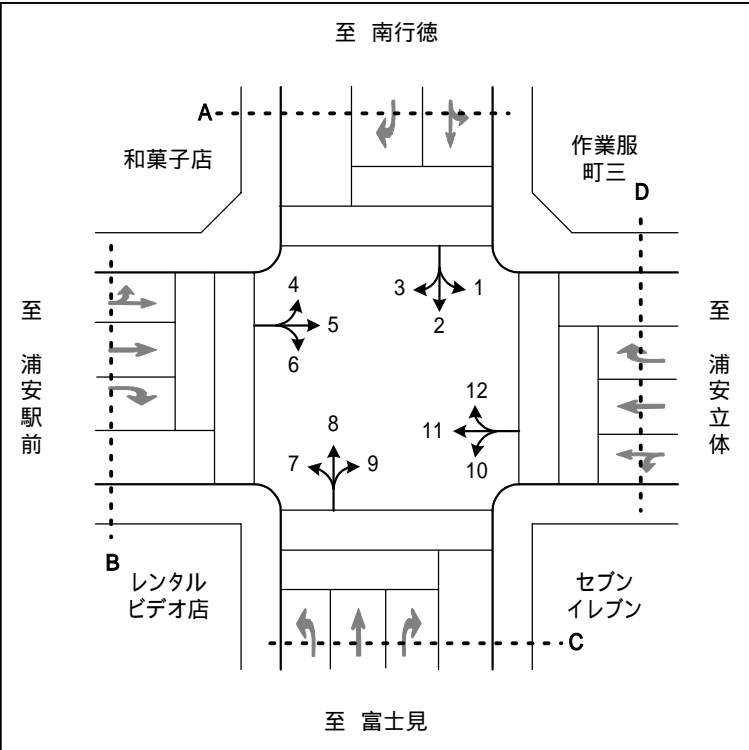 至 南行徳
A
和菓子店
作業服
町三
D
4
5
6
3
1
2
至 浦安駅前
至 浦安立体
12
11
10
8
7
9
B
レンタル
ビデオ店
セブン
イレブン
C
至 富士見